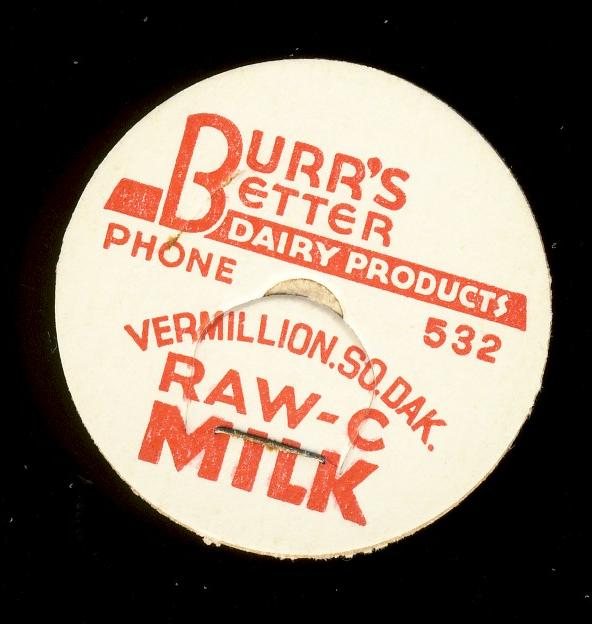 BURR'S
BETTER
DAIRY PRODUCTS
PHONE 532
VERMILLION.SO.DAK.
RAW-C
MILK